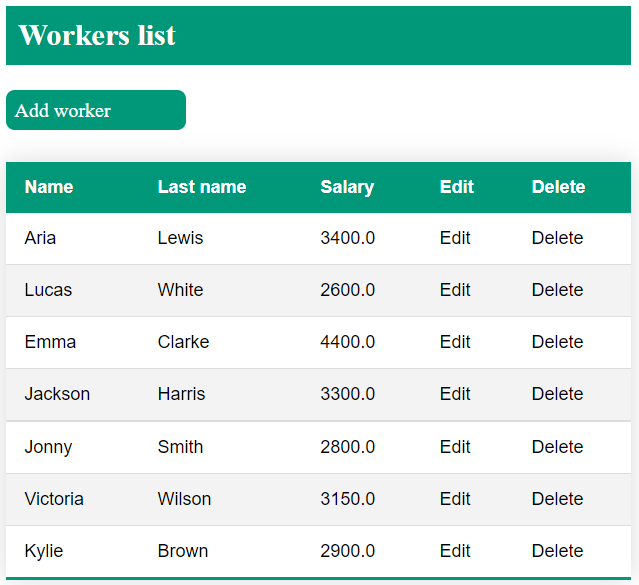 Workers list
Add worker
Name Last name Salary Edit Delete
Aria Lewis 3400.0 Edit Delete
Lucas White 2600.0 Edit Delete
Emma Clarke 4400.0 Edit Delete
Jackson Harris 3300.0 Edit Delete
Jonny Smith 2800.0 Edit Delete
Victoria Wilson 3150.0 Edit Delete
Kylie Brown 2900.0 Edit Delete